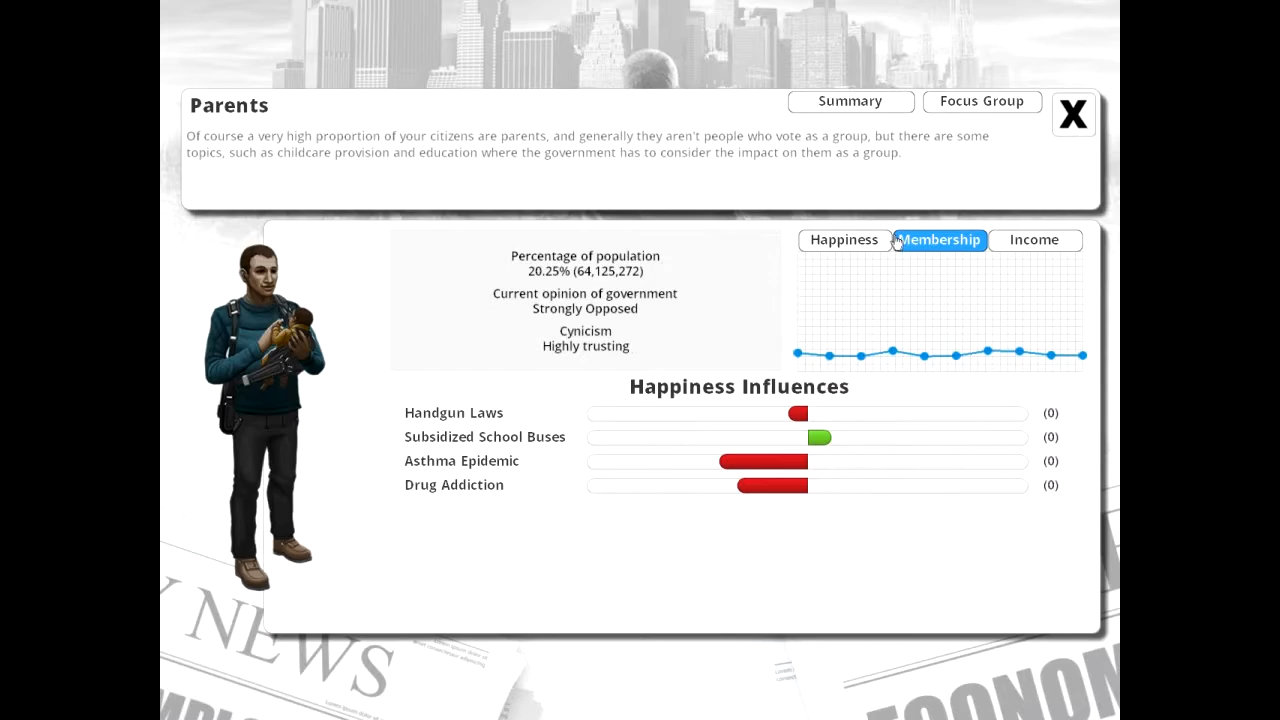 Parents
Summary
Focus Group
X
Of course a very high proportion of your citizens are parents, and generally they aren't people who vote as a group, but there are some
topics, such as childcare provision and education where the government has to consider the impact on them as a group.
Happiness
Membership
Income
Percentage of population
20.25% (64,125,272)
Current opinion of government
Strongly Opposed
Cynicism
Highly trusting
Happiness Influences
Handgun Laws (0)
Subsidized School Buses (0)
Asthma Epidemic (0)
Drug Addiction (0)
NEWS